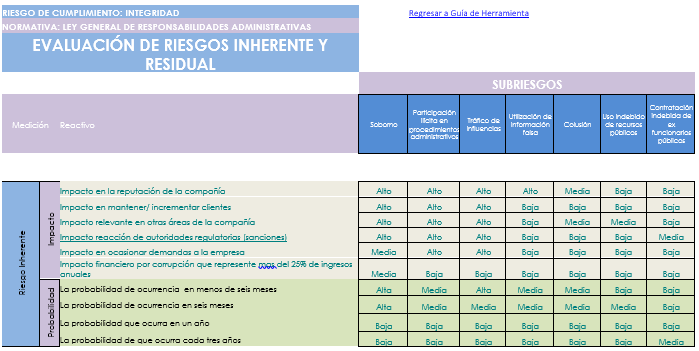 RIESGO DE CUMPLIMIENTO: INTEGRIDAD
Regresar a Guía de Herramienta
NORMATIVA: LEY GENERAL DE RESPONSABILIDADES ADMINISTRATIVAS
EVALUACIÓN DE RIESGOS INHERENTE Y
RESIDUAL
SUBRIESGOS
Medición Reactivo
Soborno
Participación
ilícita en
procedimientos
administrativos
Tráfico de
influencias
Utilización de
información
falsa
Colusión
Uso indebido
de recursos
públicos
Contratación
indebida de
ex
funcionarios
públicos
Riesgo Inherente
Impacto
Impacto en la reputación de la compañía Alto Alto Alto Alto Media Baja Baja
Impacto en mantener/ incrementar clientes Alto Alto Alto Baja Baja Baja Baja
Impacto relevante en otras áreas de la compañía Alto Alto Alto Baja Media Media Baja
Impacto reacción de autoridades regulatorias (sanciones) Alto Alto Alto Baja Baja Baja Media
Impacto en ocasionar demandas a la empresa Media Alto Alto Baja Baja Baja Baja
Impacto financiero por corrupción que represente mas del 25% de ingresos
anuales Media Baja Baja Baja Baja Baja Baja
Probabilidad
La probabilidad de ocurrencia en menos de seis meses Alta Media Alta Media Baja Baja Baja
La probabilidad de ocurrencia en seis meses Alta Media Media Media Media Media Baja
La probabilidad que ocurra en un año Baja Baja Baja Baja Baja Baja Baja
La probabilidad de que ocurra cada tres años Baja Baja Baja Baja Baja Baja Media